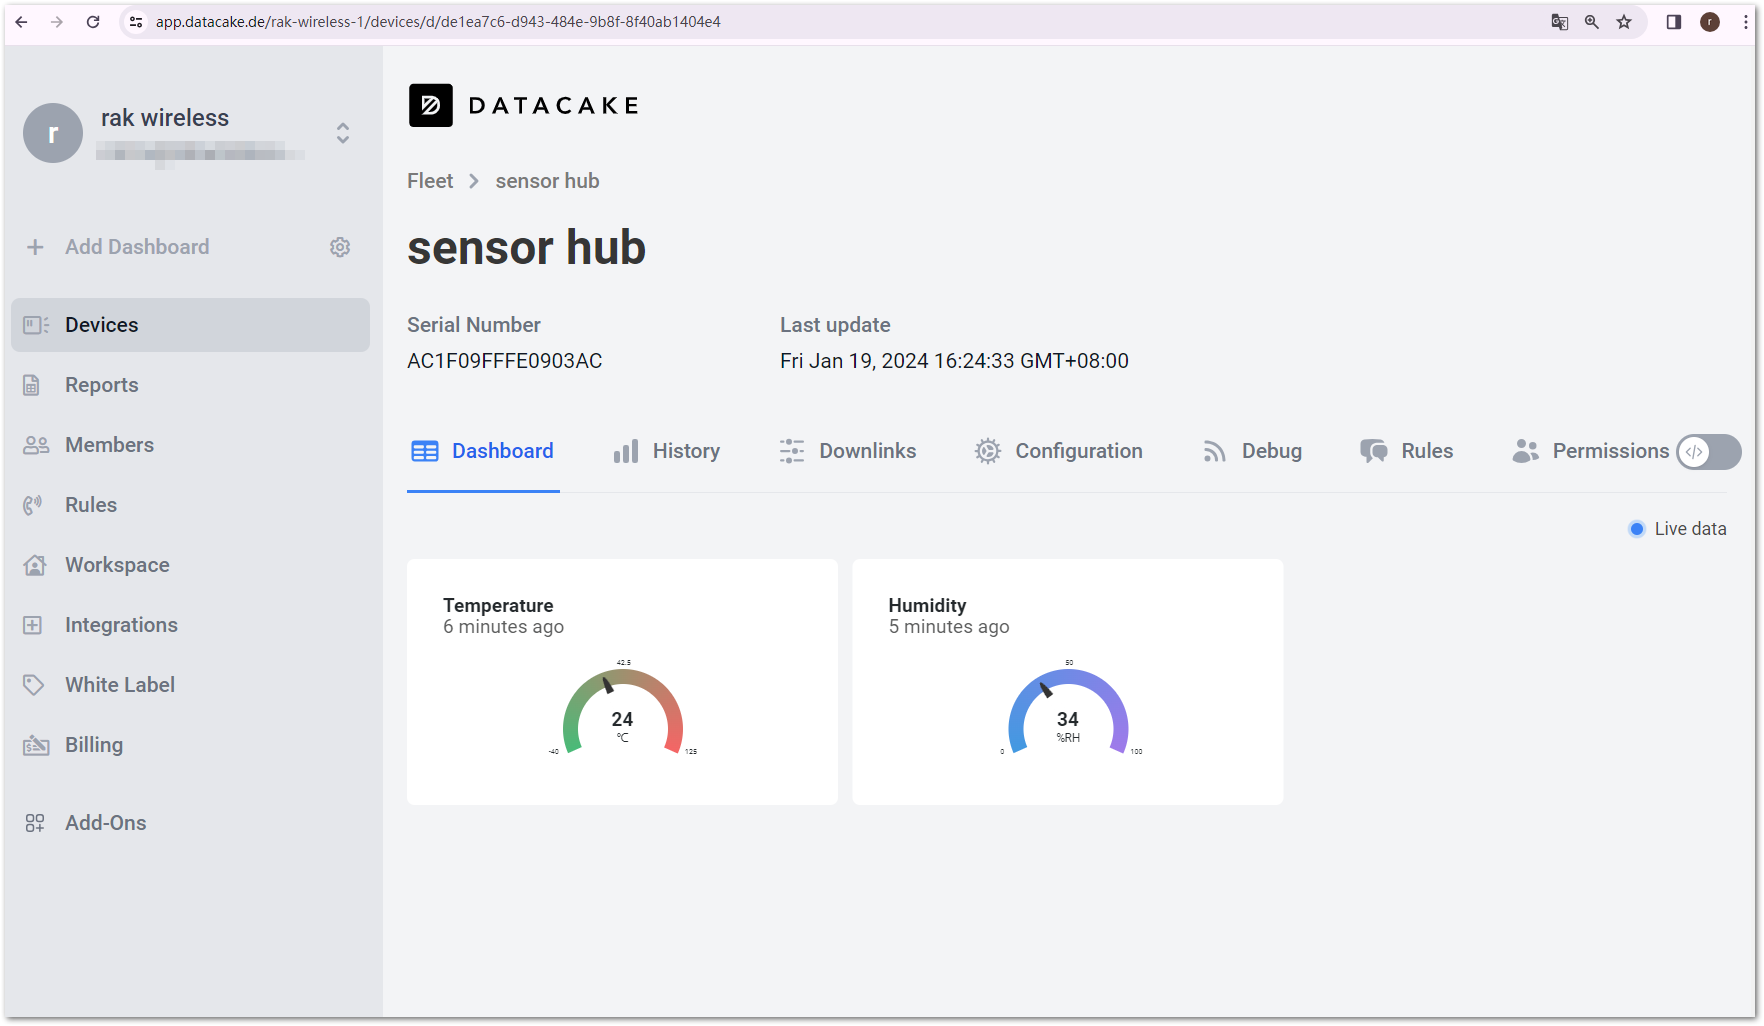 app.datacake.de/rak-wireless-1/devices/d/de1ea7c6-d943-484e-9b8f-8f40ab1404e4
r
r
rak wireless
Add Dashboard
Devices
Reports
Members
Rules
Workspace
Integrations
White Label
Billing
Add-Ons
DATACAKE
Fleet > sensor hub
sensor hub
Serial Number
AC1F09FFFE0903AC
Last update
Fri Jan 19, 2024 16:24:33 GMT+08:00
Dashboard
History
Downlinks
Configuration
Debug
Rules
Permissions
</>
Live data
Temperature
6 minutes ago
42.5
24
°C
-40
125
Humidity
5 minutes ago
50
34
%RH
0
100